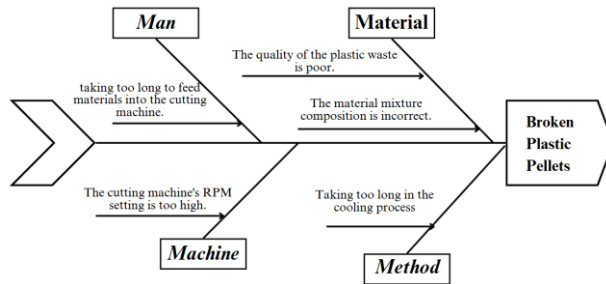 Man
Material
The quality of the plastic waste
is poor.
taking too long to feed
materials into the cutting
machine.
The material mixture
composition is incorrect.
Broken
Plastic
Pellets
The cutting machine's RPM
setting is too high.
Taking too long in the
cooling process
Machine
Method